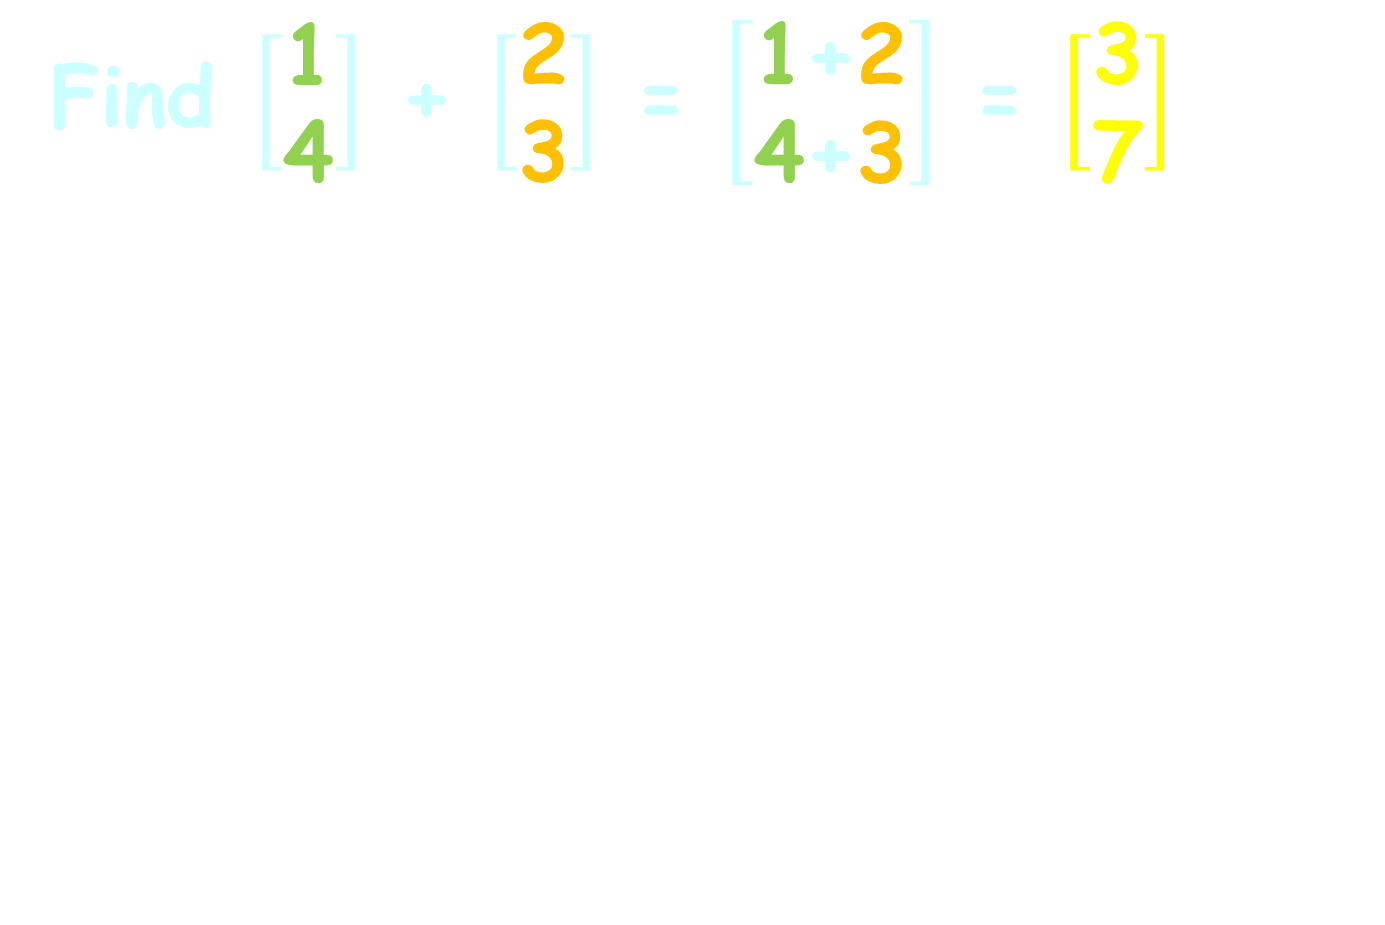 Find [1 4] + [2 3] = [1+2 4+3] = [3 7]